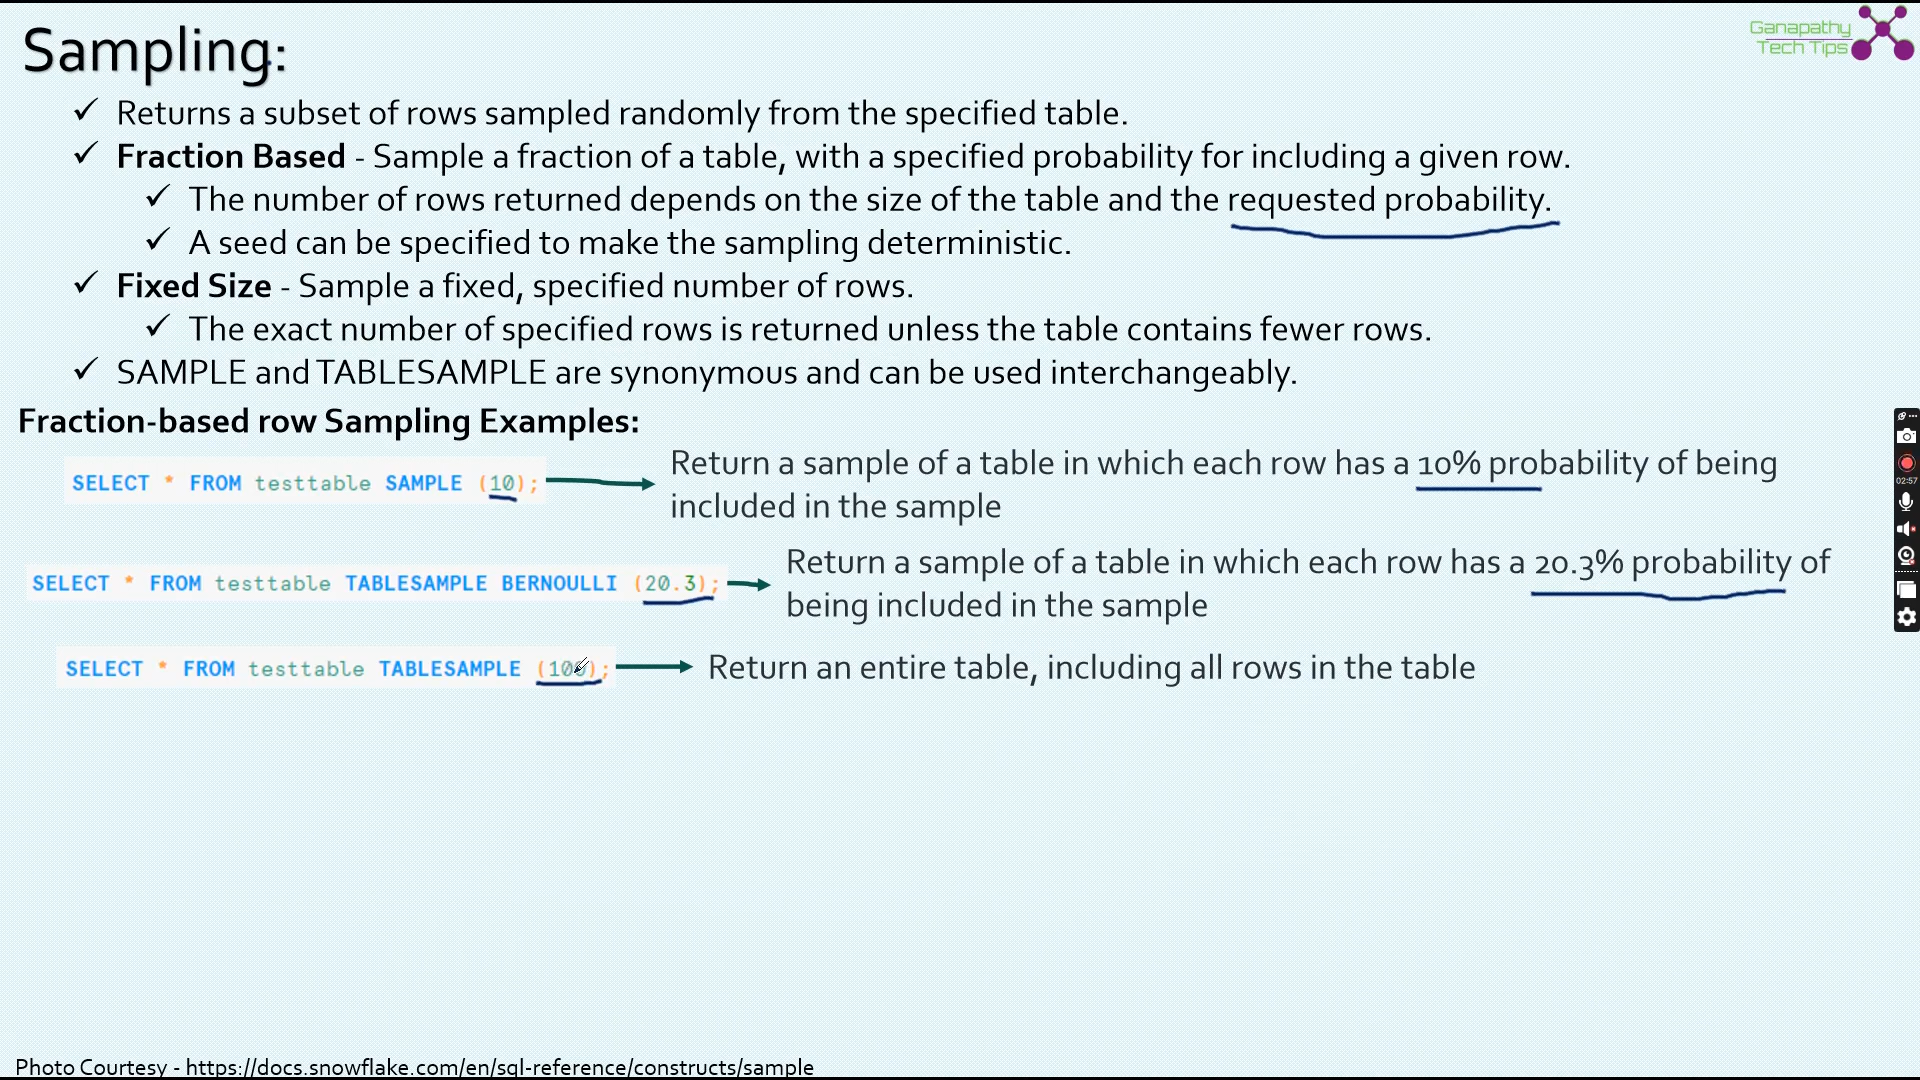 Sampling:
Ganapathy
Tech Tips
✓ Returns a subset of rows sampled randomly from the specified table.
✓ Fraction Based - Sample a fraction of a table, with a specified probability for including a given row.
✓ The number of rows returned depends on the size of the table and the requested probability.
✓ A seed can be specified to make the sampling deterministic.
✓ Fixed Size - Sample a fixed, specified number of rows.
✓ The exact number of specified rows is returned unless the table contains fewer rows.
✓ SAMPLE and TABLESAMPLE are synonymous and can be used interchangeably.
Fraction-based row Sampling Examples:
SELECT * FROM testtable SAMPLE (10);
Return a sample of a table in which each row has a 10% probability of being
included in the sample
SELECT * FROM testtable TABLESAMPLE BERNOULLI (20.3);
Return a sample of a table in which each row has a 20.3% probability of
being included in the sample
SELECT * FROM testtable TABLESAMPLE (100);
Return an entire table, including all rows in the table
02:57
Photo Courtesy - https://docs.snowflake.com/en/sql-reference/constructs/sample